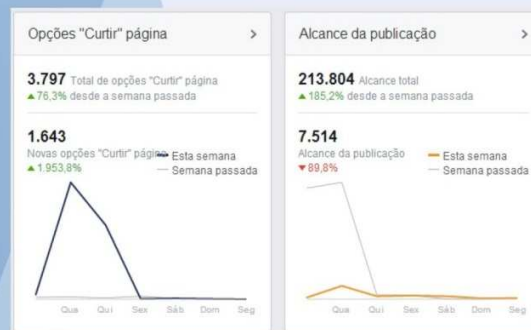 Opções "Curtir" página
3.797 Total de opções "Curtir" página
76,3% desde a semana passada
1.643
Novas opções "Curtir" página
1.953,8%
Esta semana
Semana passada
Qua Qui Sex Sáb Dom Seg
Alcance da publicação
213.804 Alcance total
185,2% desde a semana passada
7.514
Alcance da publicação
89,8%
Esta semana
Semana passada
Qua Qui Sex Sáb Dom Seg